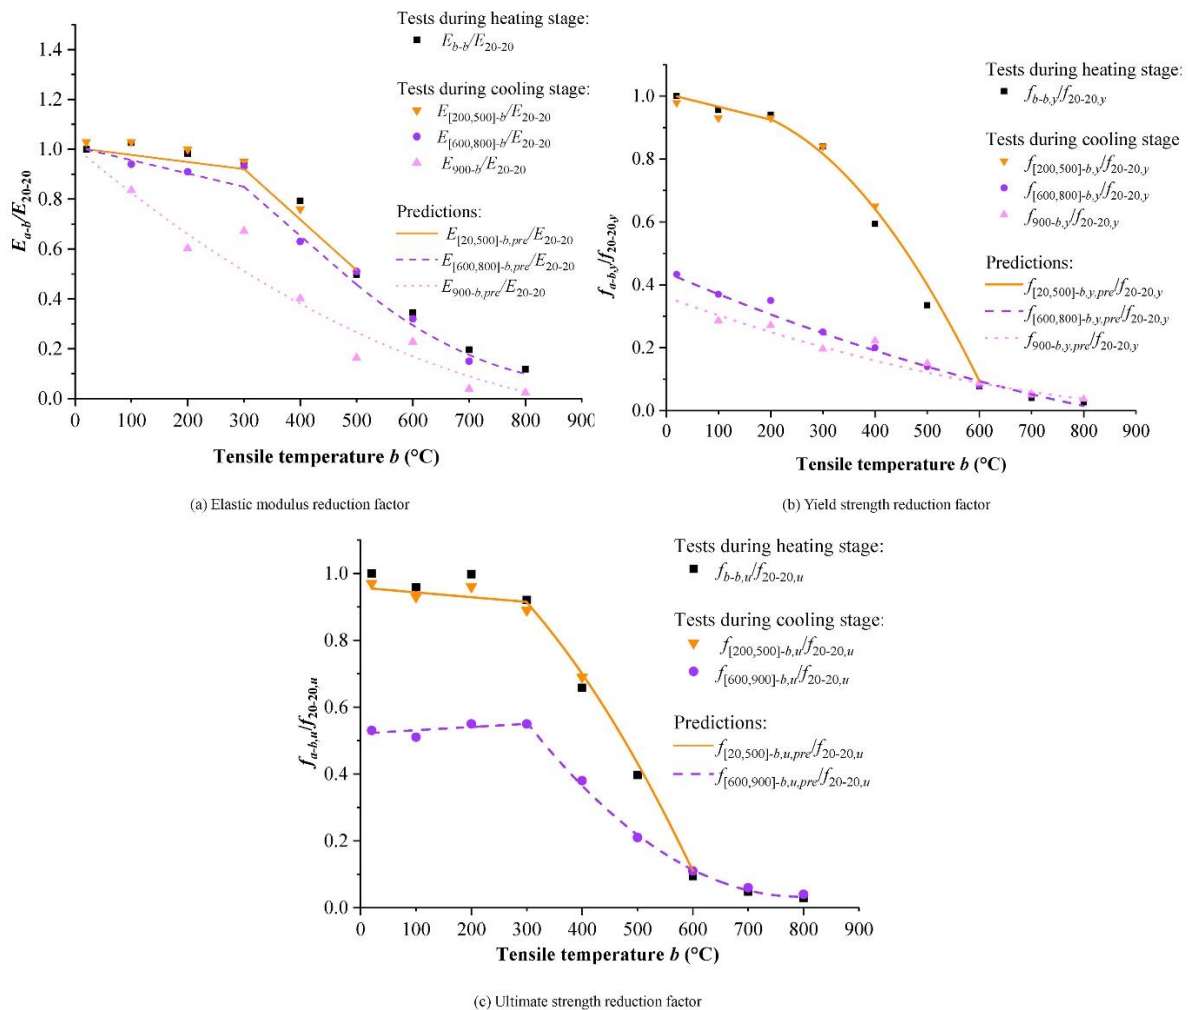 Tests during heating stage:
E_{b-b}/E_{20-20}
Tests during cooling stage:
E_{[200,500]-b}/E_{20-20}
E_{[600,800]-b}/E_{20-20}
E_{900-b}/E_{20-20}
Predictions:
E_{[20,500]-b,pre}/E_{20-20}
E_{[600,800]-b,pre}/E_{20-20}
E_{900-b,pre}/E_{20-20}
E_{a-b}/E_{20-20}
1.4
1.2
1.0
0.8
0.6
0.4
0.2
0.0
0 100 200 300 400 500 600 700 800 900
Tensile temperature b (°C)
(a) Elastic modulus reduction factor
Tests during heating stage:
f_{b-b,y}/f_{20-20,y}
Tests during cooling stage
f_{[200,500]-b,y}/f_{20-20,y}
f_{[600,800]-b,y}/f_{20-20,y}
f_{900-b,y}/f_{20-20,y}
Predictions:
f_{[20,500]-b,y,pre}/f_{20-20,y}
f_{[600,800]-b,y,pre}/f_{20-20,y}
f_{900-b,y,pre}/f_{20-20,y}
f_{a-b,y}/f_{20-20,y}
1.0
0.8
0.6
0.4
0.2
0.0
0 100 200 300 400 500 600 700 800 900
Tensile temperature b (°C)
(b) Yield strength reduction factor
Tests during heating stage:
f_{b-b,u}/f_{20-20,u}
Tests during cooling stage:
f_{[200,500]-b,u}/f_{20-20,u}
f_{[600,900]-b,u}/f_{20-20,u}
Predictions:
f_{[20,500]-b,u,pre}/f_{20-20,u}
f_{[600,900]-b,u,pre}/f_{20-20,u}
f_{a-b,u}/f_{20-20,u}
1.0
0.8
0.6
0.4
0.2
0.0
0 100 200 300 400 500 600 700 800 900
Tensile temperature b (°C)
(c) Ultimate strength reduction factor